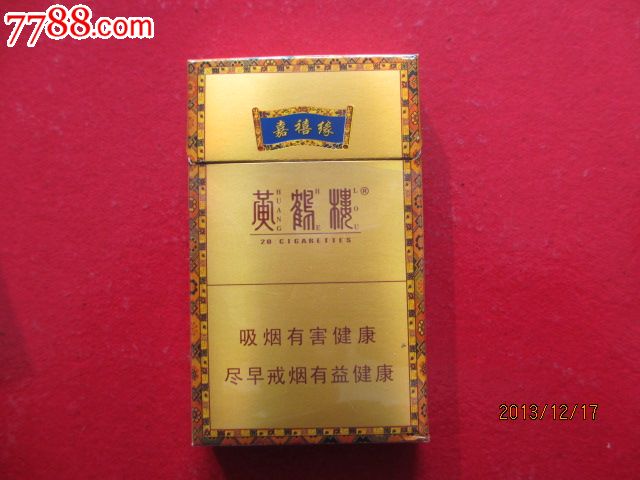 7788.com
嘉禧缘
黄鹤楼®
HUANG HE LOU
20 CIGARETTES
吸烟有害健康
尽早戒烟有益健康
2013/12/17